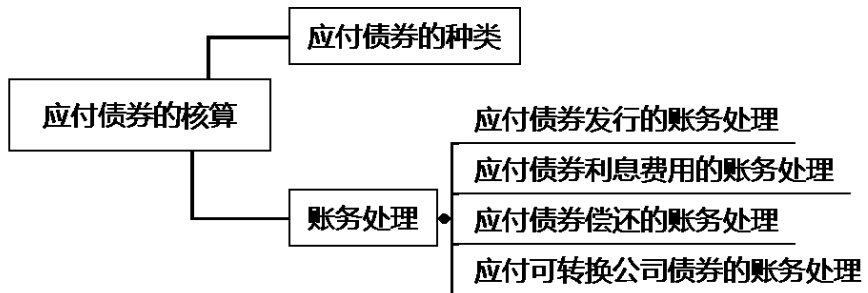 应付债券的种类
应付债券的核算
应付债券发行的账务处理
应付债券利息费用的账务处理
账务处理
应付债券偿还的账务处理
应付可转换公司债券的账务处理